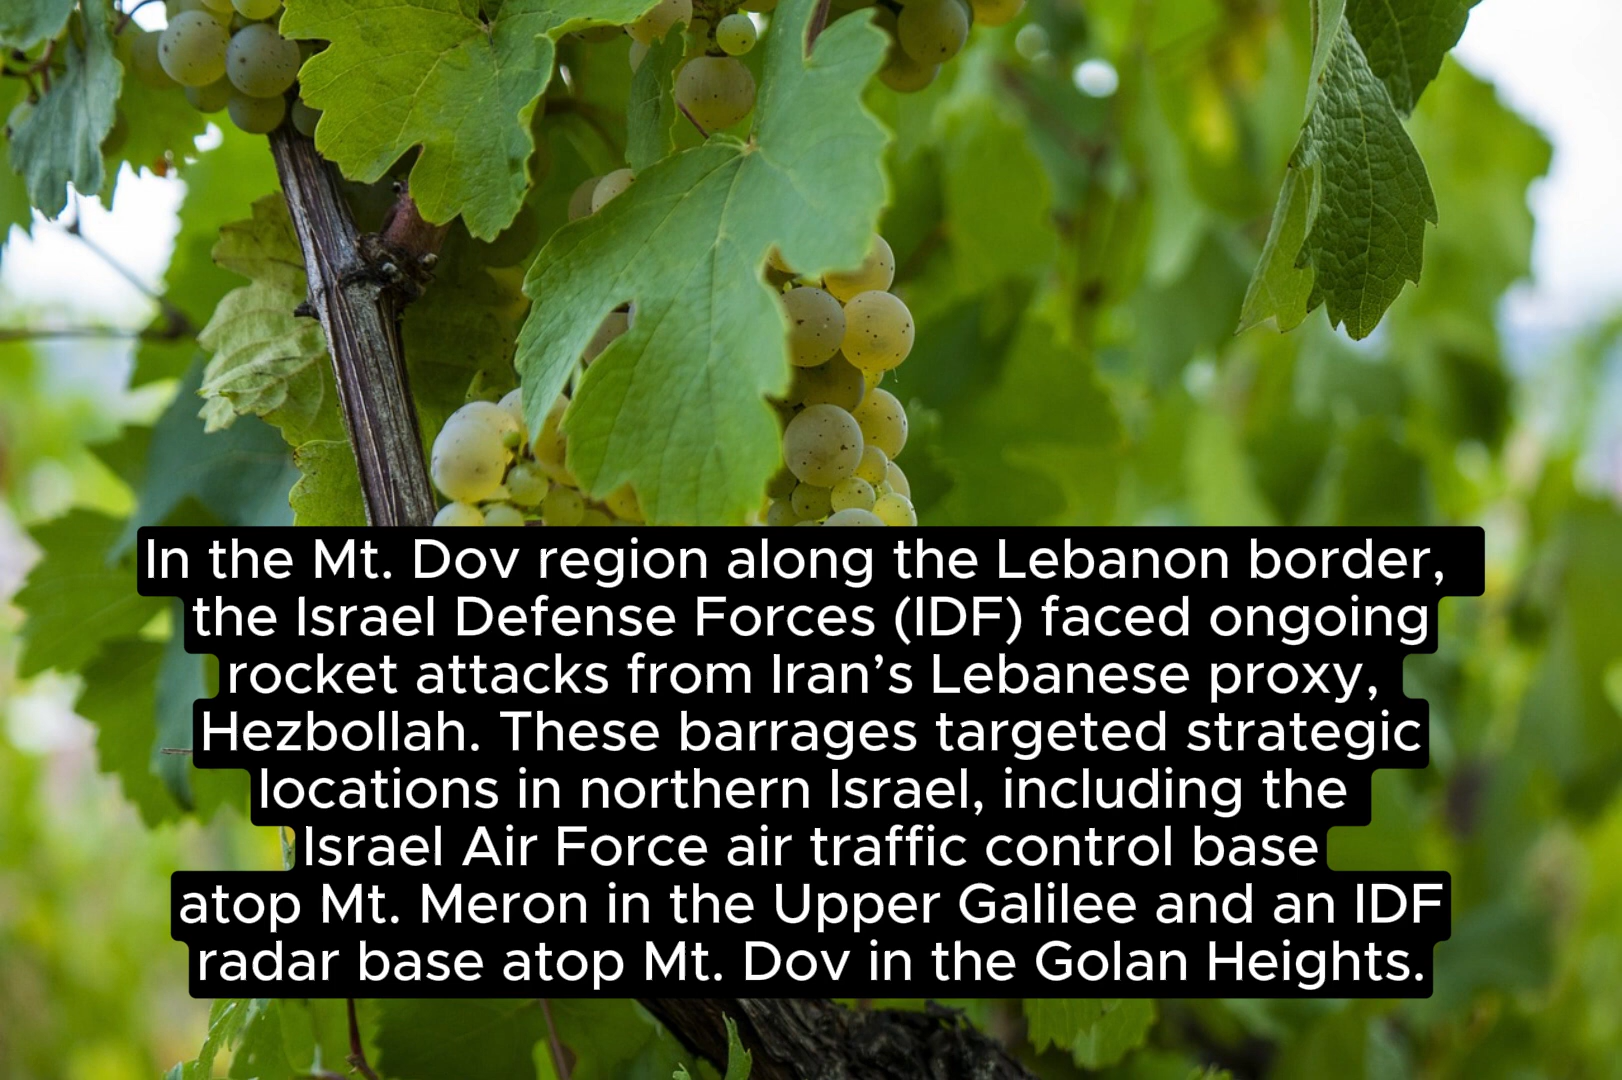 In the Mt. Dov region along the Lebanon border,
the Israel Defense Forces (IDF) faced ongoing
rocket attacks from Iran’s Lebanese proxy,
Hezbollah. These barrages targeted strategic
locations in northern Israel, including the
Israel Air Force air traffic control base
atop Mt. Meron in the Upper Galilee and an IDF
radar base atop Mt. Dov in the Golan Heights.